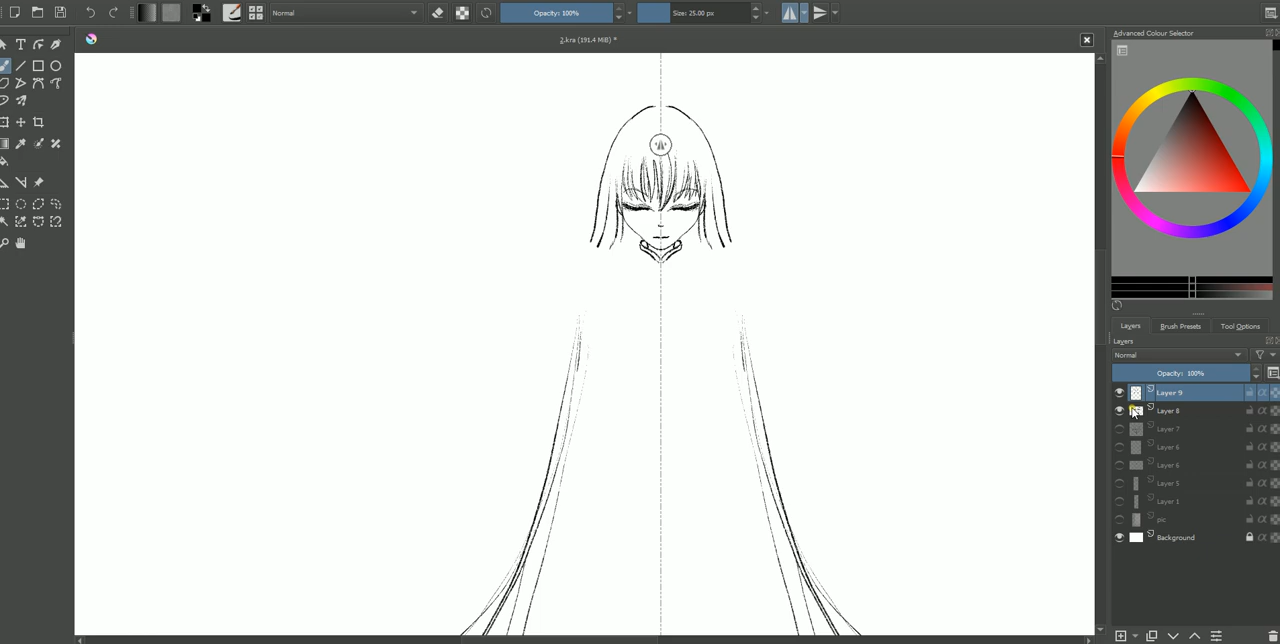 Normal
Opacity: 100%
Size: 25.00 px
2.kra (191.4 MiB) *
Advanced Colour Selector
Layers
Brush Presets
Tool Options
Layers
Normal
Opacity: 100%
Layer 9
Layer 8
Layer 7
Layer 6
Layer 6
Layer 5
Layer 1
pic
Background